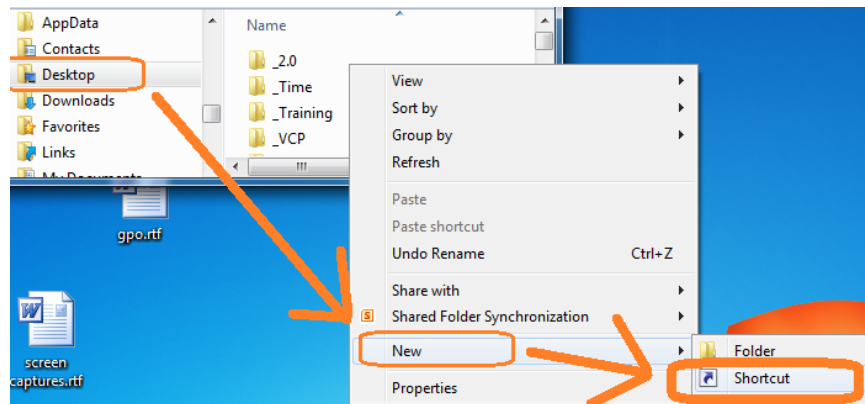 AppData
Contacts
Desktop
Downloads
Favorites
Links
My Documents
Name
_2.0
_Time
_Training
_VCP
gpo.rtf
screen
captures.rtf
View
Sort by
Group by
Refresh
Paste
Paste shortcut
Undo Rename Ctrl+Z
Share with
S Shared Folder Synchronization
New
Properties
Folder
Shortcut